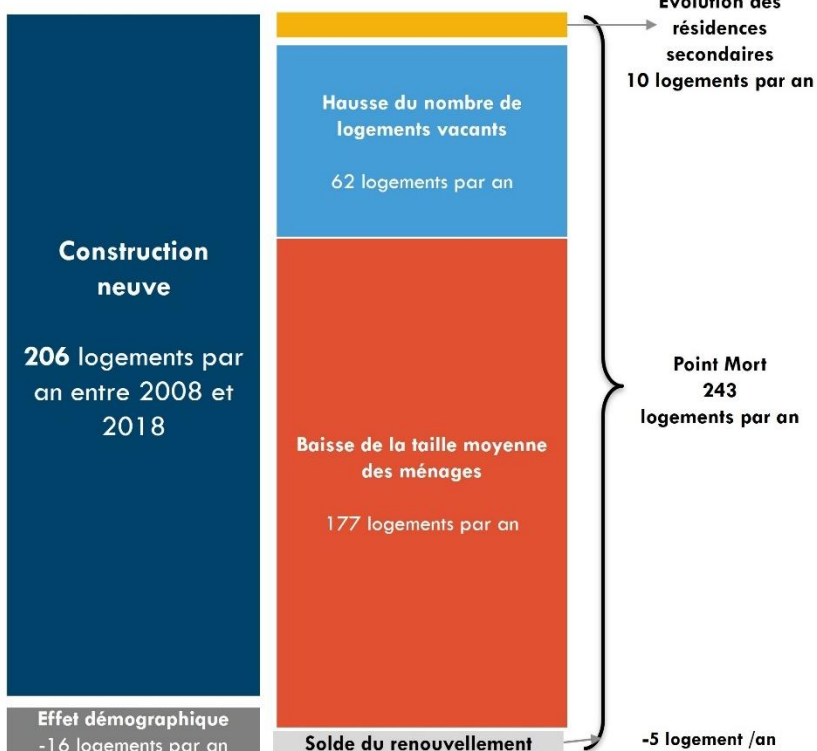 Construction
neuve
206 logements par
an entre 2008 et
2018
Effet démographique
-16 logements par an
Hausse du nombre de
logements vacants
62 logements par an
Baisse de la taille moyenne
des ménages
177 logements par an
Solde du renouvellement
Evolution des
résidences
secondaires
10 logements par an
Point Mort
243
logements par an
-5 logement /an